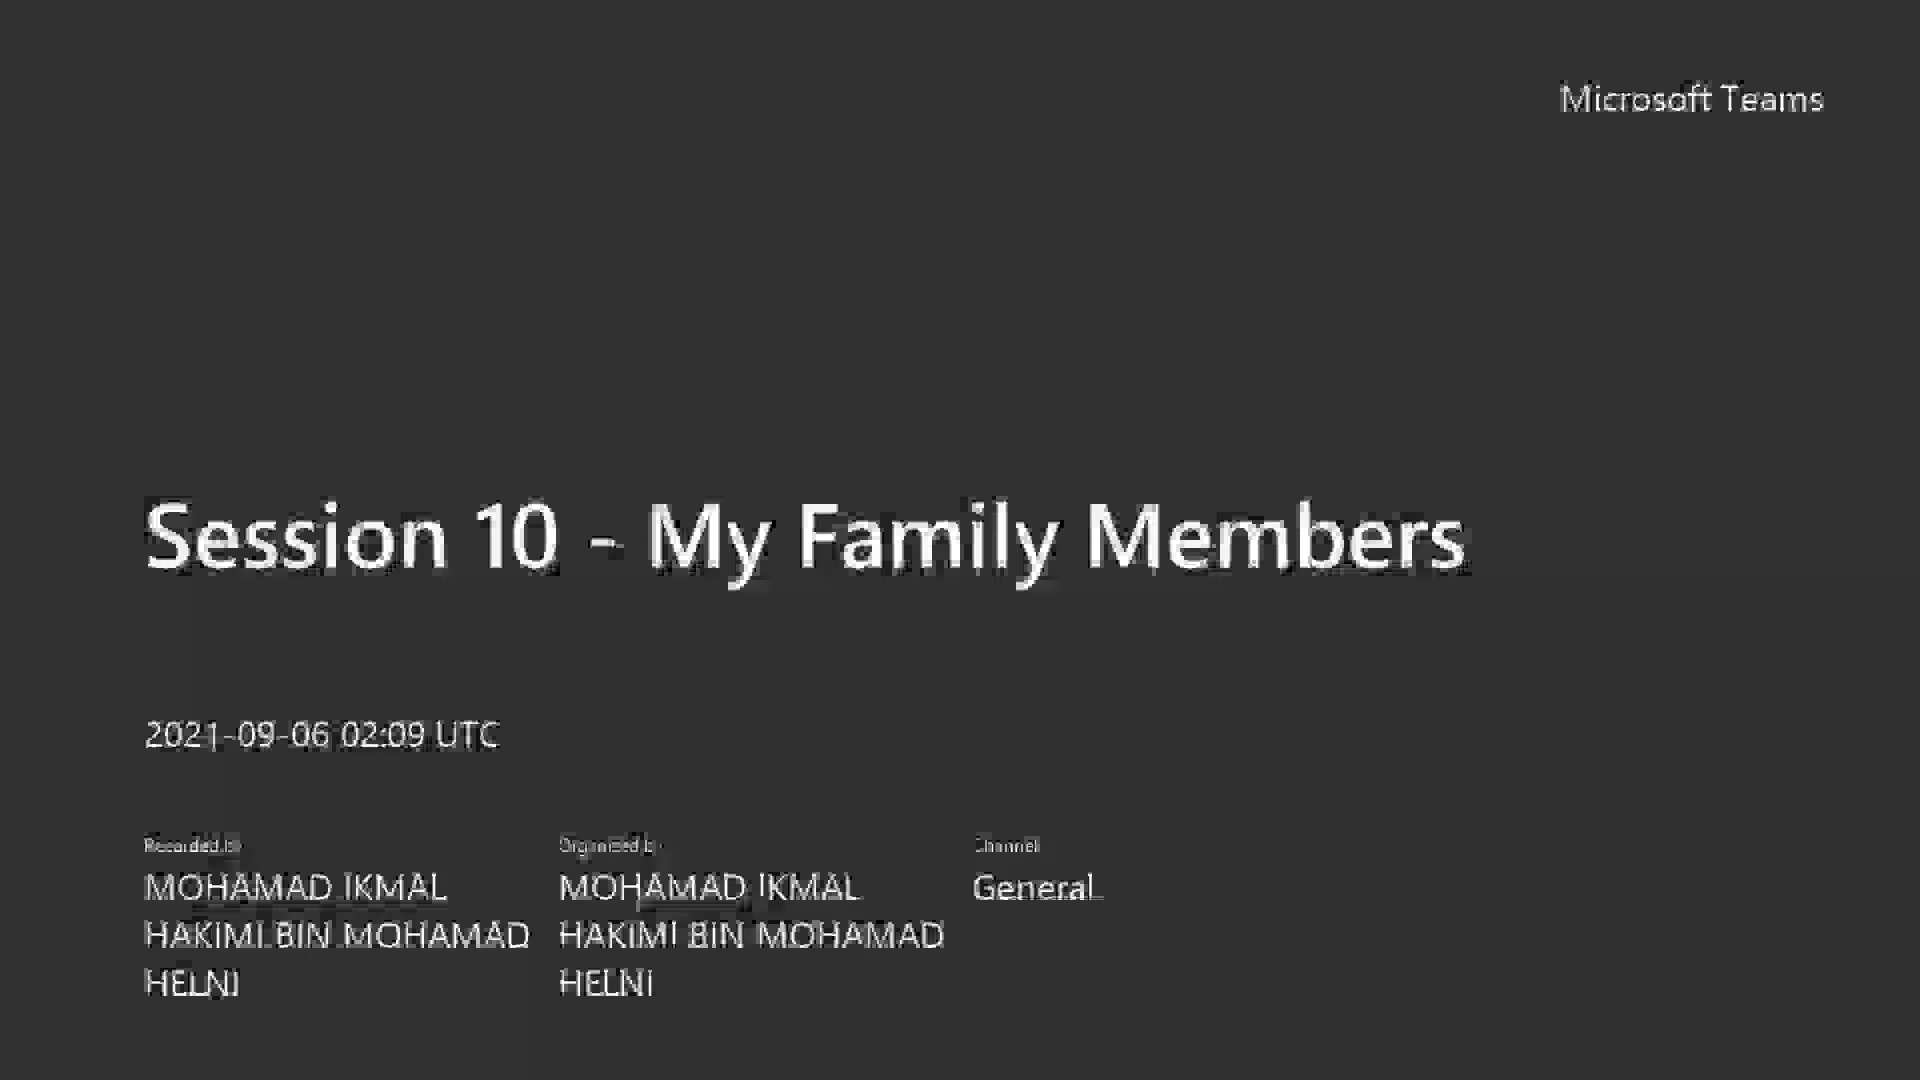 Microsoft Teams
Session 10 - My Family Members
2021-09-06 02:09 UTC
Recorded by
MOHAMAD IKMAL
HAKIMI BIN MOHAMAD
HELNI
Organized by
MOHAMAD IKMAL
HAKIMI BIN MOHAMAD
HELNI
Channel
General